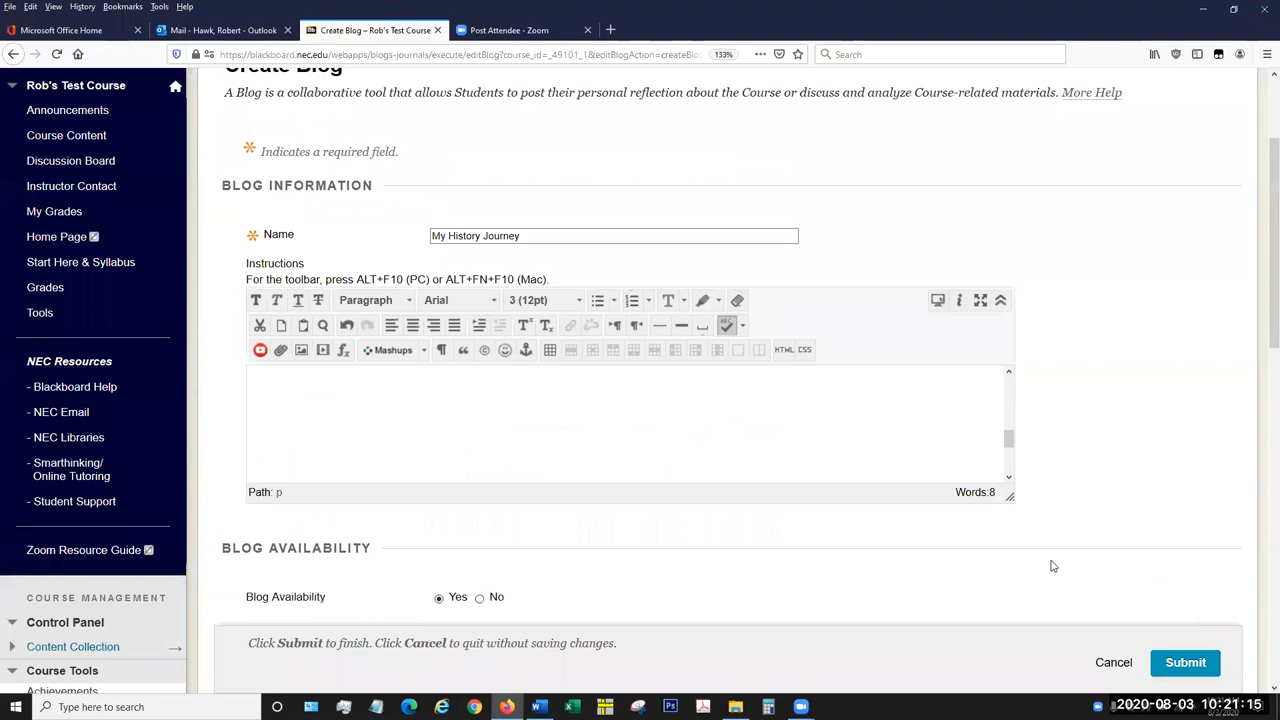 File Edit View History Bookmarks Tools Help
Microsoft Office Home
Mail - Hawk, Robert - Outlook
Bb Create Blog – Rob's Test Course
Post Attendee - Zoom
https://blackboard.nec.edu/webapps/blogs-journals/execute/editBlog?course_id=_49101_1&editBlogAction=createBlo
133%
Search
Rob's Test Course
Announcements
Course Content
Discussion Board
Instructor Contact
My Grades
Home Page
Start Here & Syllabus
Grades
Tools
NEC Resources
- Blackboard Help
- NEC Email
- NEC Libraries
- Smarthinking/
Online Tutoring
- Student Support
Zoom Resource Guide
COURSE MANAGEMENT
Control Panel
Content Collection
Course Tools
Achievements
Create Blog
A Blog is a collaborative tool that allows Students to post their personal reflection about the Course or discuss and analyze Course-related materials. More Help
Indicates a required field.
BLOG INFORMATION
Name
My History Journey
Instructions
For the toolbar, press ALT+F10 (PC) or ALT+FN+F10 (Mac).
T T T T Paragraph Arial 3 (12pt) T
T T ABC
Mashups HTML CSS
Path: p
Words:8
BLOG AVAILABILITY
Blog Availability
Yes
No
Click Submit to finish. Click Cancel to quit without saving changes.
Cancel
Submit
Type here to search
2020-08-03 10:21:15